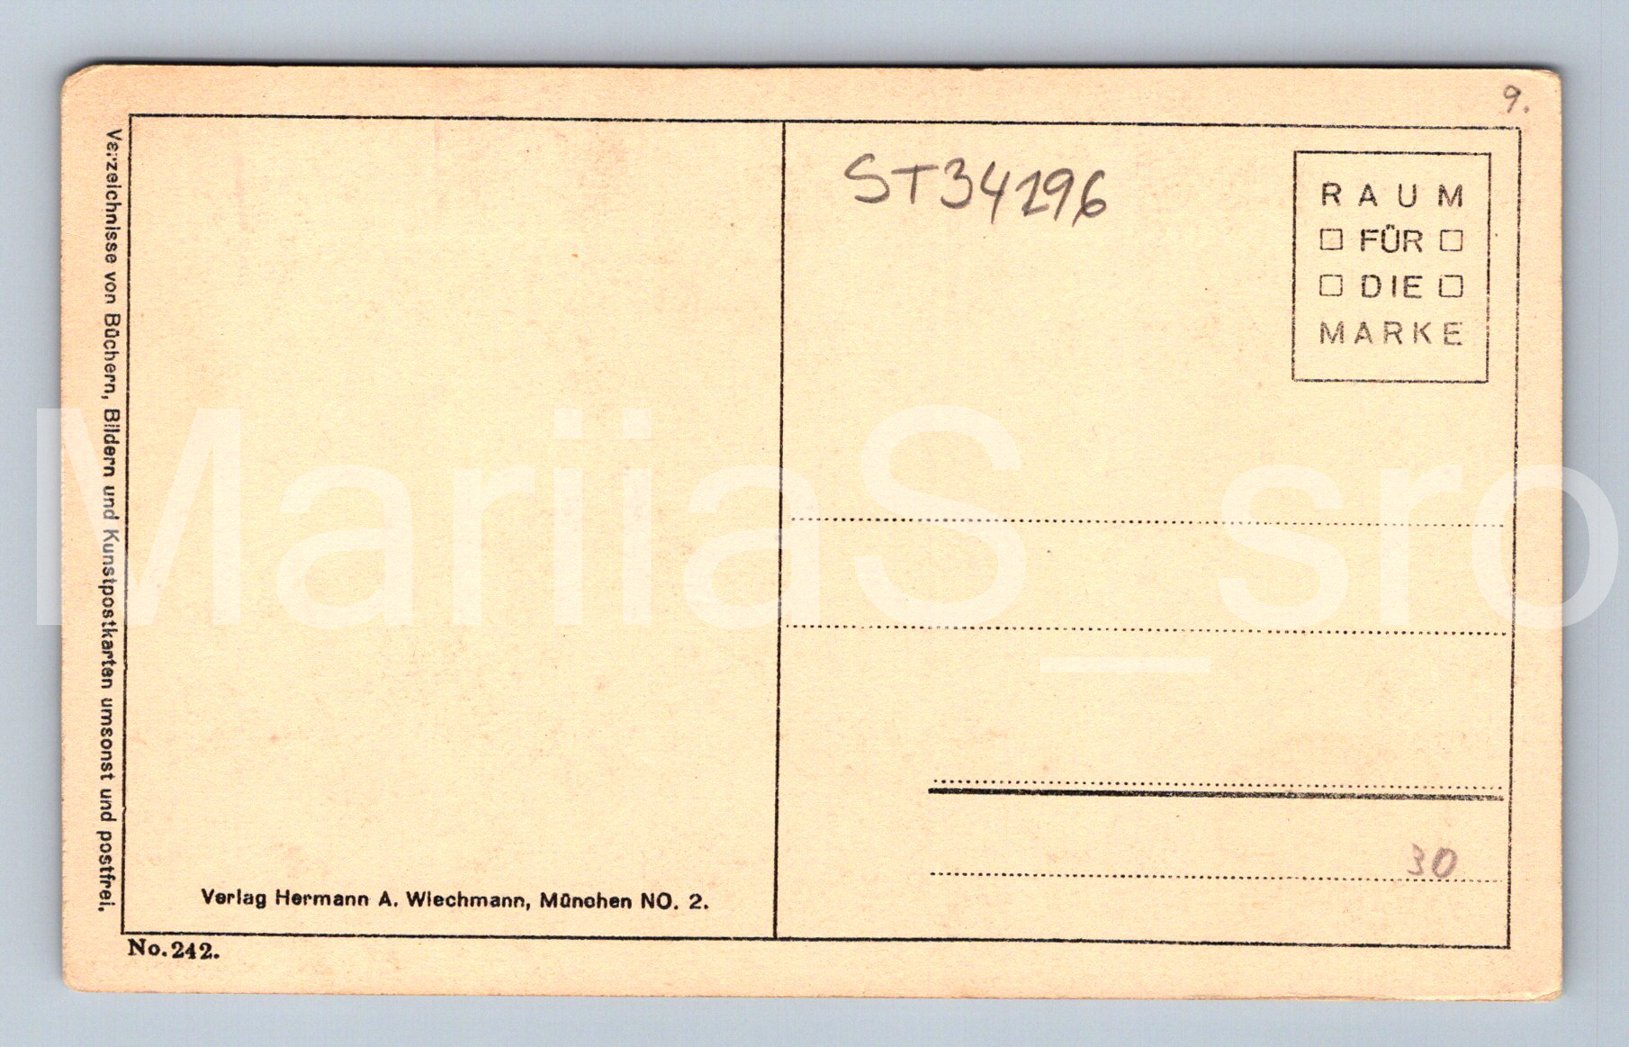 9.
ST34296
RAUM
FÜR
DIE
MARKE
Verzeichnisse von Büchern, Bildern und Kunstpostkarten umsonst und postfrei.
MariiaS_sro
30
Verlag Hermann A. Wiechmann, München NO. 2.
No. 242.